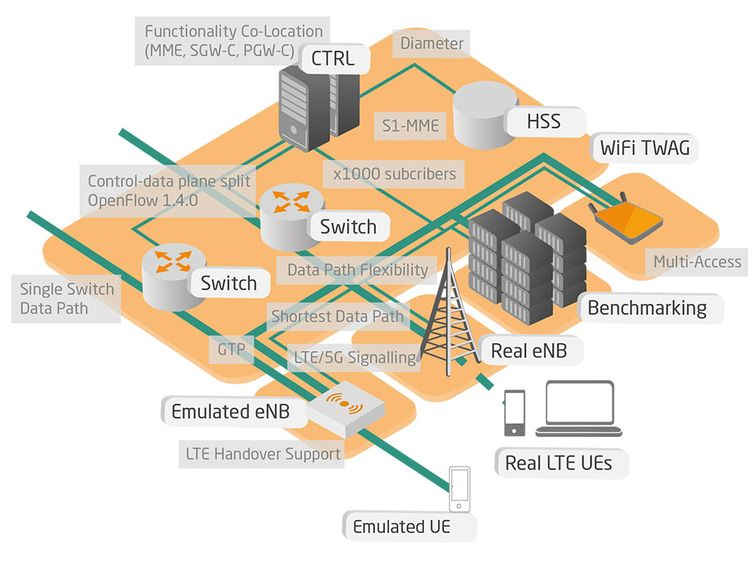 Functionality Co-Location
(MME, SGW-C, PGW-C)
CTRL
Diameter
S1-MME
HSS
WiFi TWAG
x1000 subcribers
Control-data plane split
OpenFlow 1.4.0
Switch
Multi-Access
Data Path Flexibility
Switch
Single Switch
Data Path
Benchmarking
Shortest Data Path
GTP
LTE/5G Signalling
Real eNB
Emulated eNB
LTE Handover Support
Real LTE UEs
Emulated UE